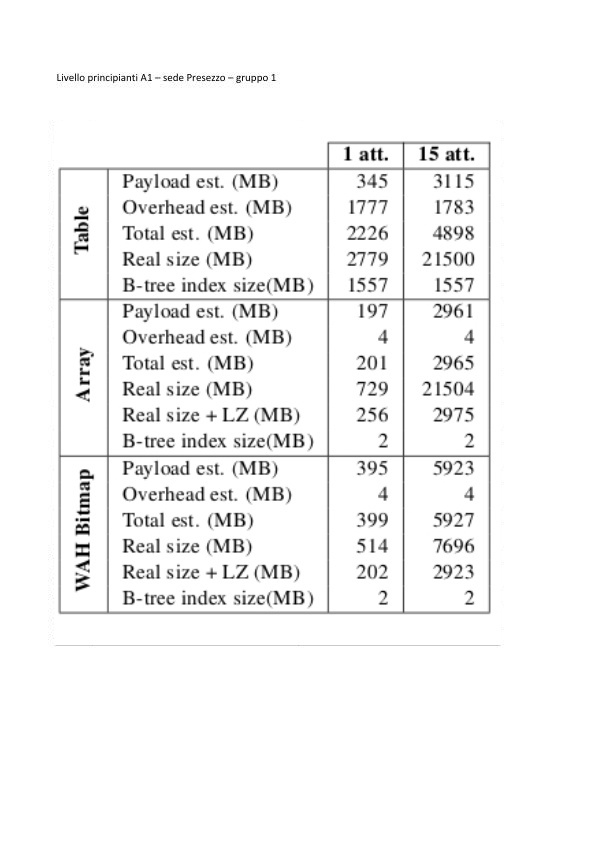 Livello principianti A1 – sede Presezzo – gruppo 1
1 att. 15 att.
Table
Payload est. (MB) 345 3115
Overhead est. (MB) 1777 1783
Total est. (MB) 2226 4898
Real size (MB) 2779 21500
B-tree index size(MB) 1557 1557
Array
Payload est. (MB) 197 2961
Overhead est. (MB) 4 4
Total est. (MB) 201 2965
Real size (MB) 729 21504
Real size + LZ (MB) 256 2975
B-tree index size(MB) 2 2
WAH Bitmap
Payload est. (MB) 395 5923
Overhead est. (MB) 4 4
Total est. (MB) 399 5927
Real size (MB) 514 7696
Real size + LZ (MB) 202 2923
B-tree index size(MB) 2 2